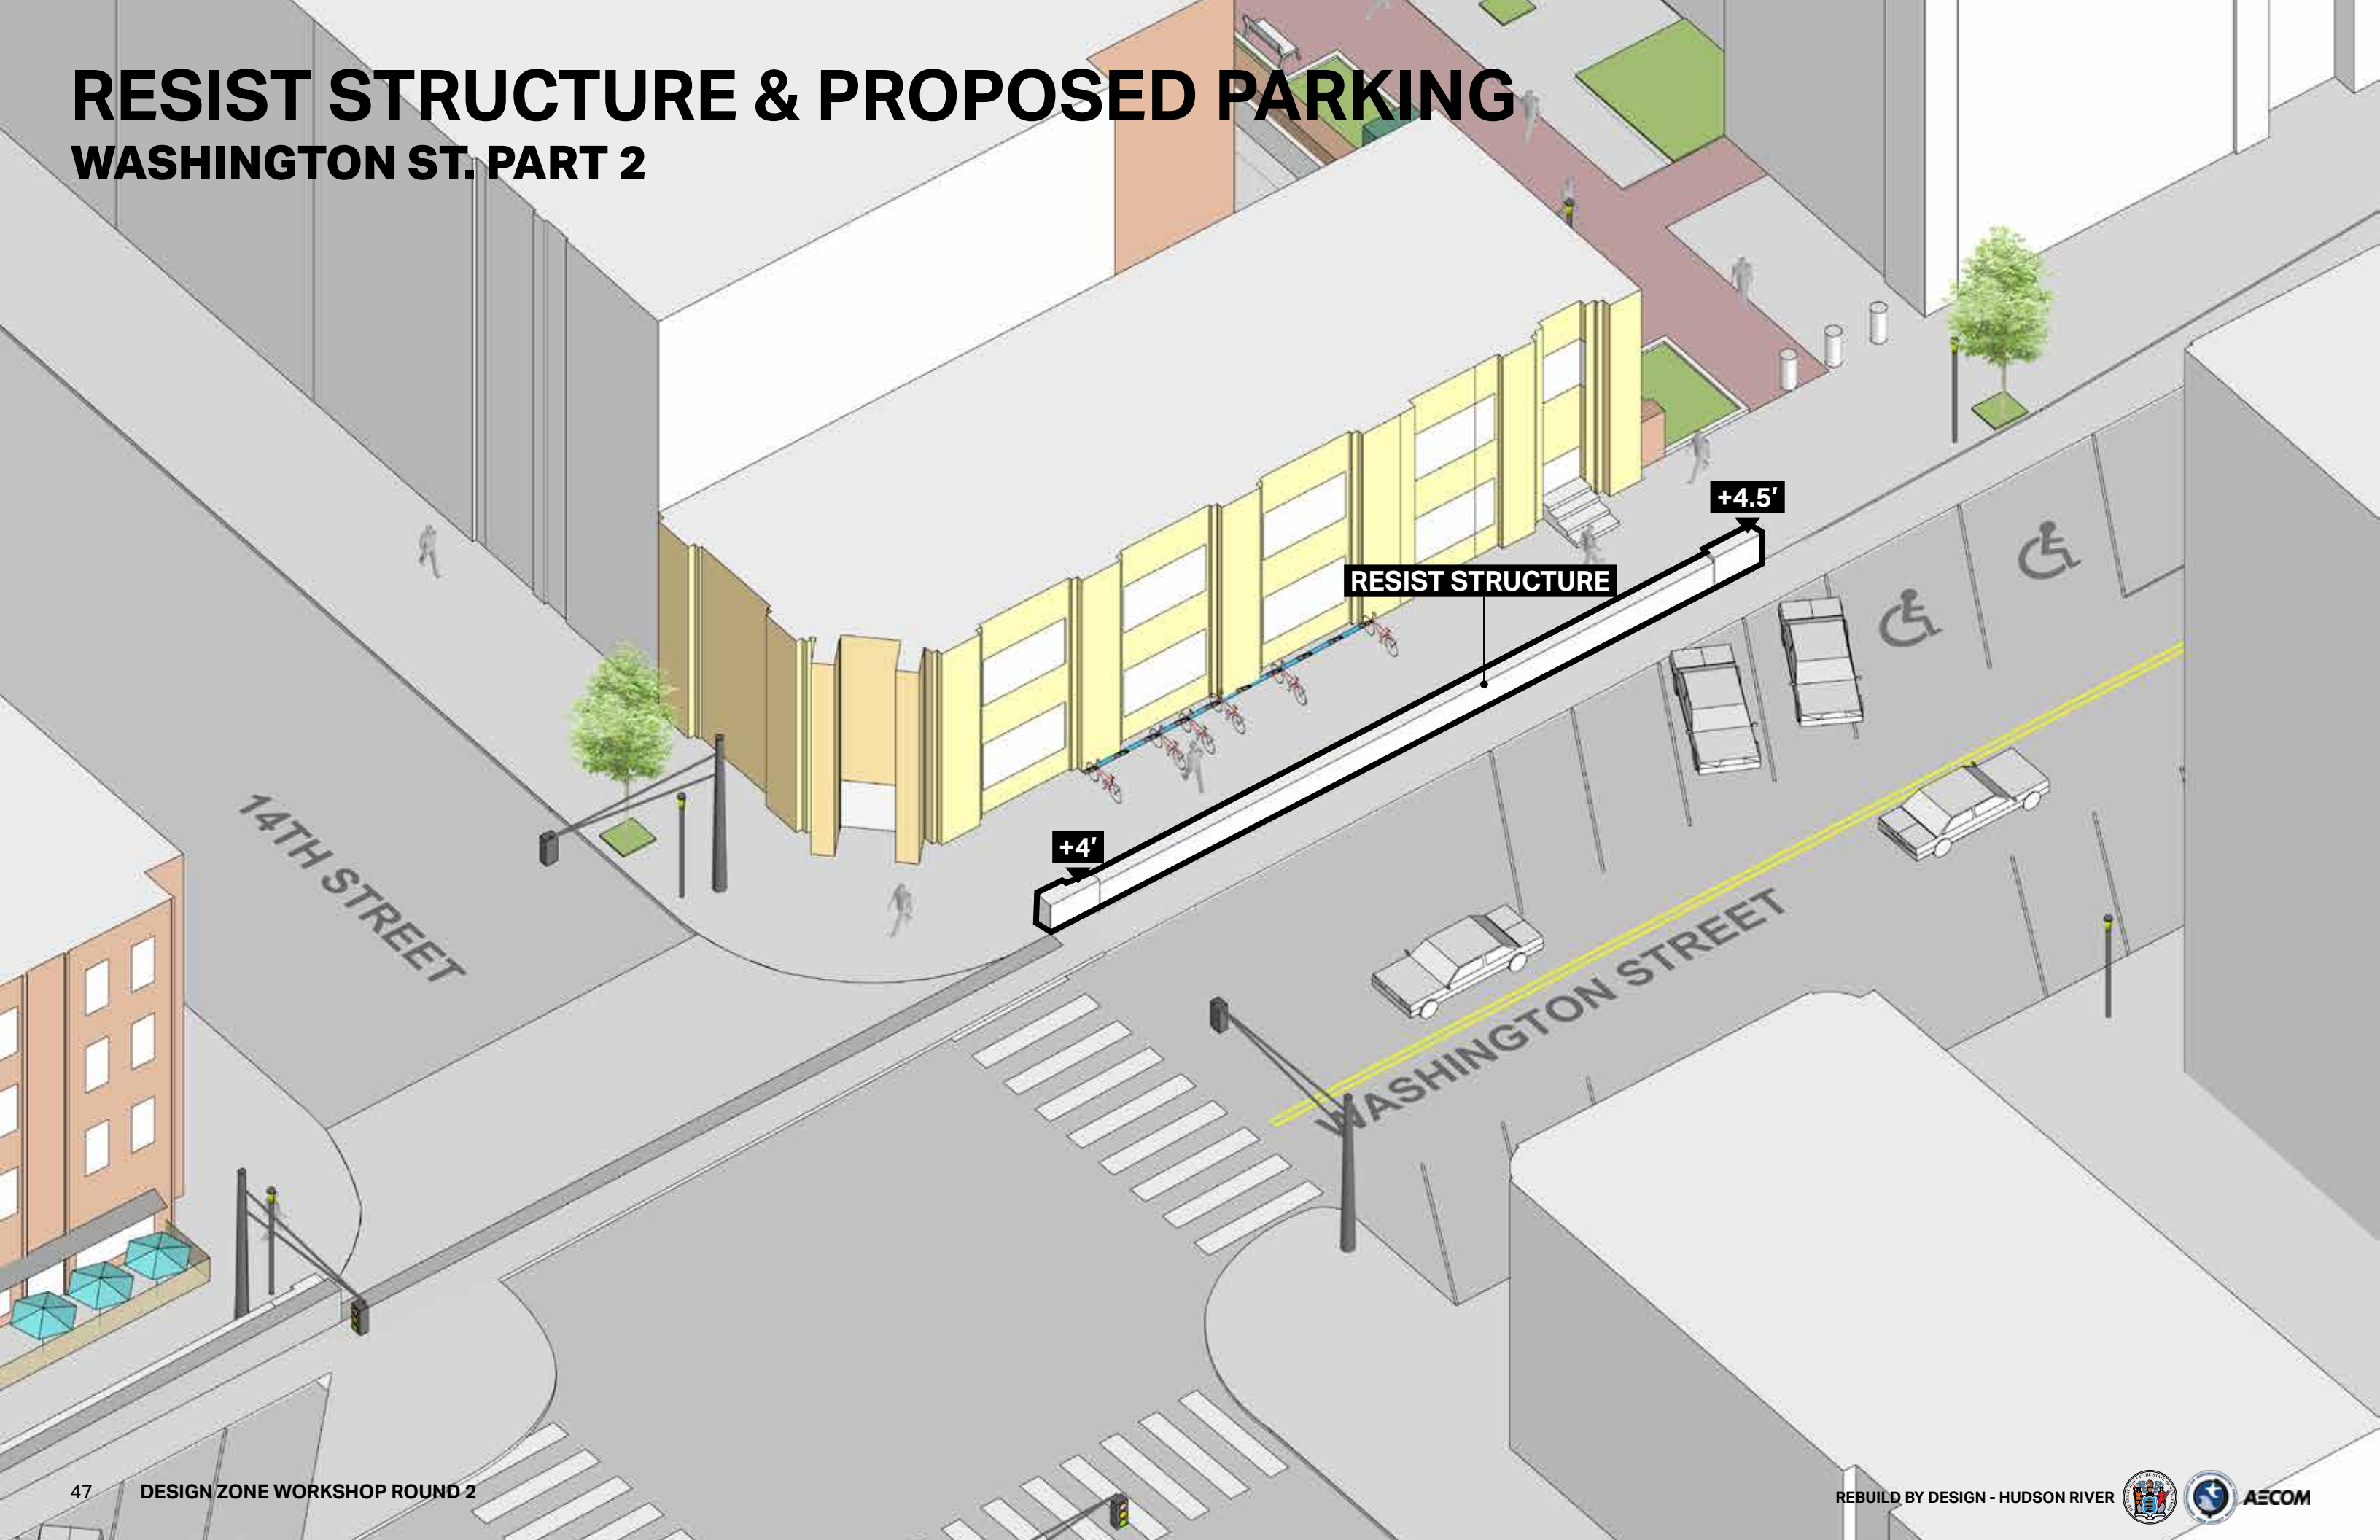 RESIST STRUCTURE & PROPOSED PARKING
WASHINGTON ST. PART 2
+4.5′
RESIST STRUCTURE
+4′
14TH STREET
WASHINGTON STREET
47 DESIGN ZONE WORKSHOP ROUND 2
REBUILD BY DESIGN - HUDSON RIVER
AECOM